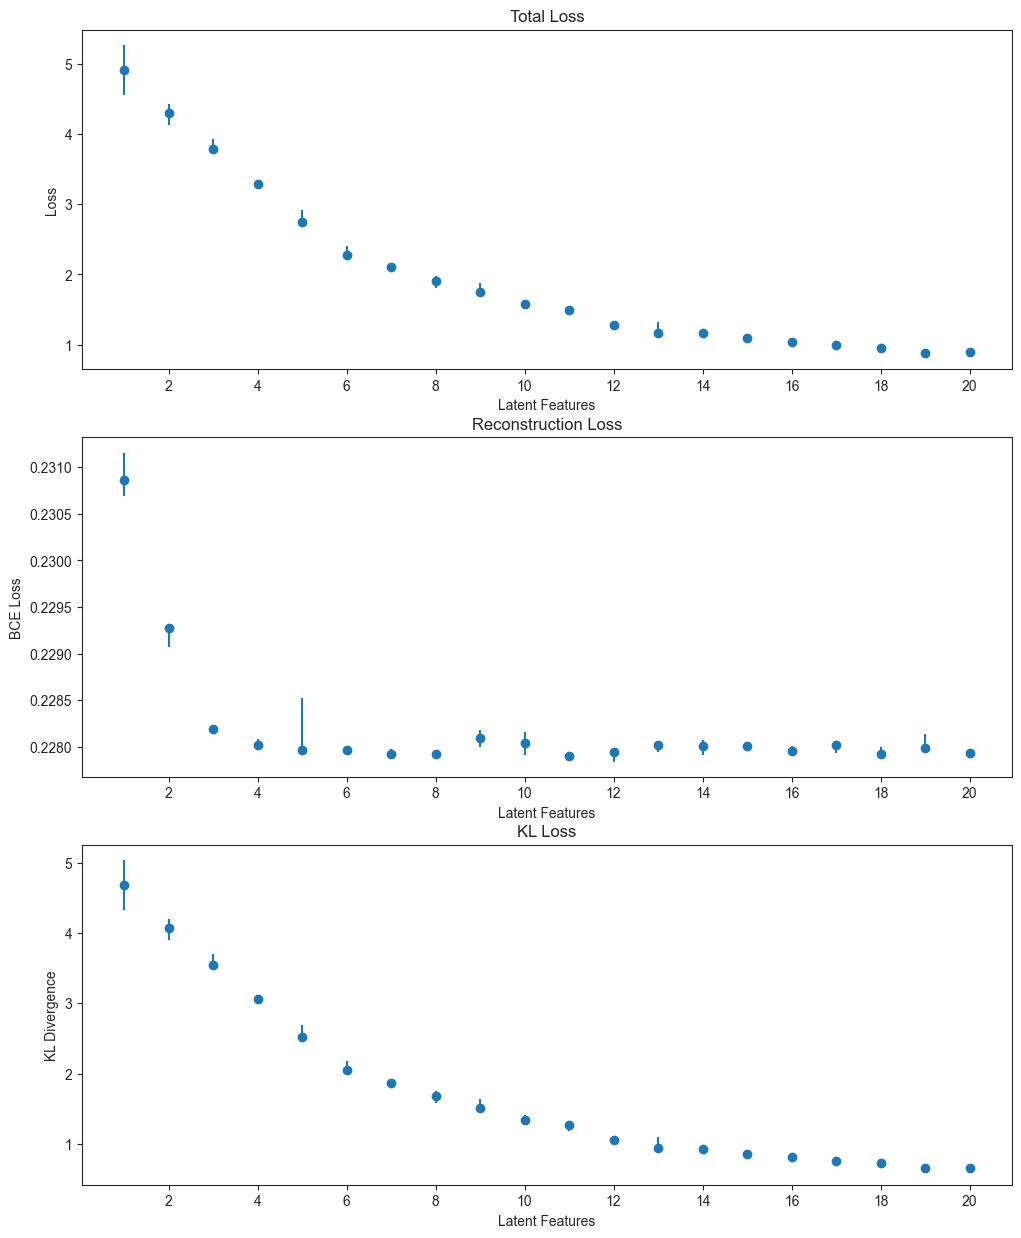 Total Loss
5
4
3
2
1
Loss
2 4 6 8 10 12 14 16 18 20
Latent Features
Reconstruction Loss
0.2310
0.2305
0.2300
0.2295
0.2290
0.2285
0.2280
BCE Loss
2 4 6 8 10 12 14 16 18 20
Latent Features
KL Loss
5
4
3
2
1
KL Divergence
2 4 6 8 10 12 14 16 18 20
Latent Features